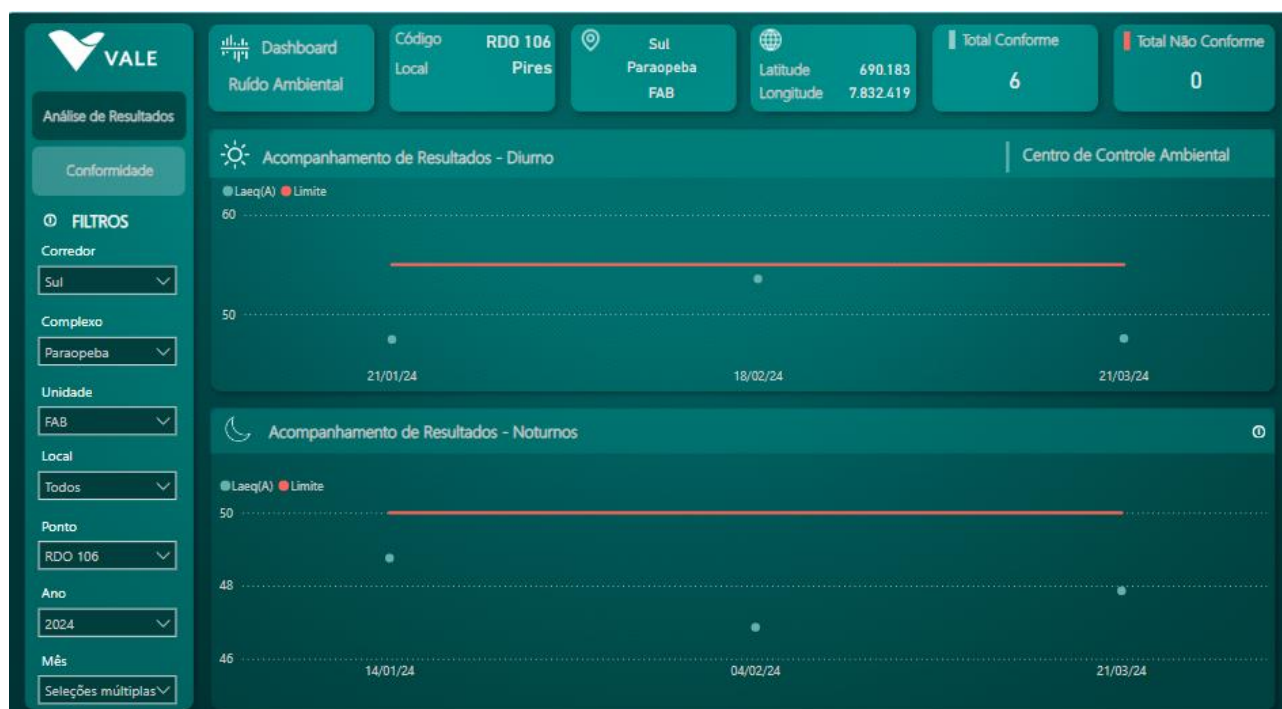 VALE
Análise de Resultados
Conformidade
FILTROS
Corredor
Sul
Complexo
Paraopeba
Unidade
FAB
Local
Todos
Ponto
RDO 106
Ano
2024
Mês
Seleções múltiplas
Dashboard
Ruído Ambiental
Código RDO 106
Local Pires
Sul
Paraopeba
FAB
Latitude 690.183
Longitude 7.832.419
Total Conforme
6
Total Não Conforme
0
Acompanhamento de Resultados - Diurno
Centro de Controle Ambiental
Laeq(A) Limite
60
50
21/01/24 18/02/24 21/03/24
Acompanhamento de Resultados - Noturnos
Laeq(A) Limite
50
48
46
14/01/24 04/02/24 21/03/24